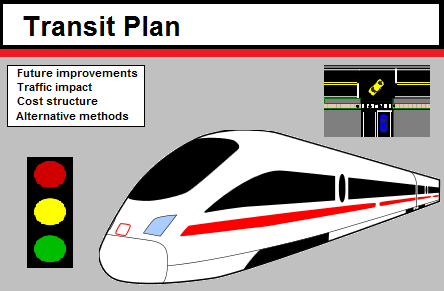 Transit Plan
Future improvements
Traffic impact
Cost structure
Alternative methods